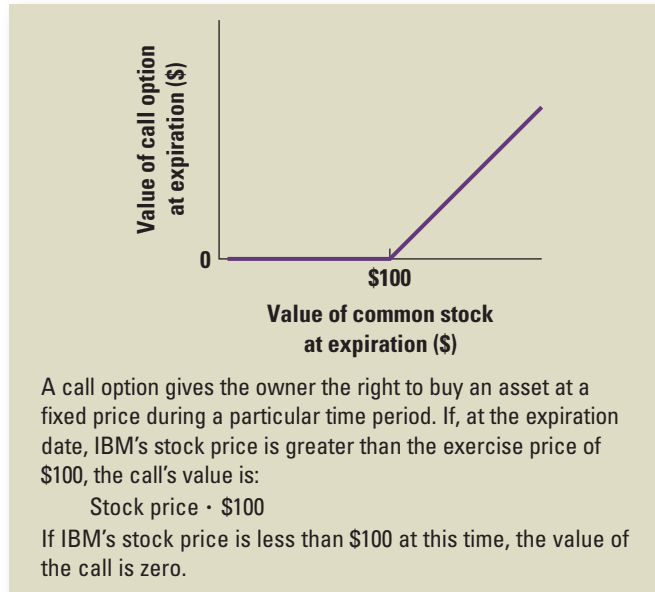 Value of call option
at expiration ($)
0
$100
Value of common stock
at expiration ($)
A call option gives the owner the right to buy an asset at a
fixed price during a particular time period. If, at the expiration
date, IBM’s stock price is greater than the exercise price of
$100, the call’s value is:
Stock price · $100
If IBM’s stock price is less than $100 at this time, the value of
the call is zero.